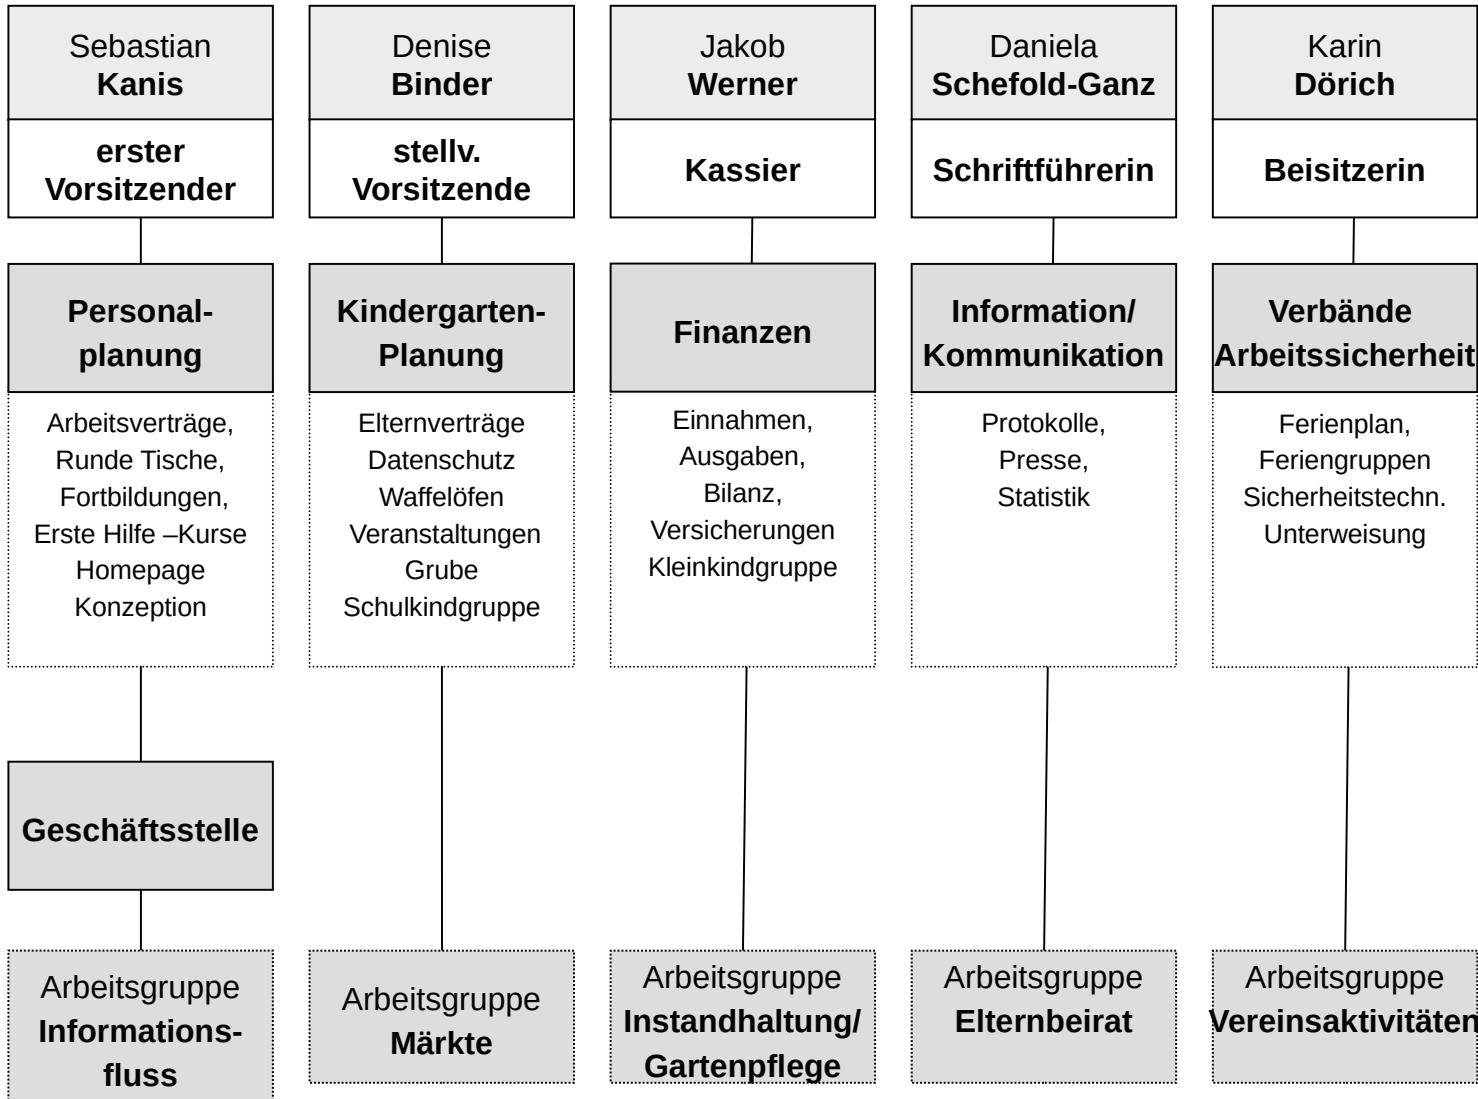 Sebastian
Kanis
erster
Vorsitzender
Personal-
planung
Arbeitsverträge,
Runde Tische,
Fortbildungen,
Erste Hilfe –Kurse
Homepage
Konzeption
Geschäftsstelle
Arbeitsgruppe
Informations-
fluss
Denise
Binder
stellv.
Vorsitzende
Kindergarten-
Planung
Elternverträge
Datenschutz
Waffelöfen
Veranstaltungen
Grube
Schulkindgruppe
Arbeitsgruppe
Märkte
Jakob
Werner
Kassier
Finanzen
Einnahmen,
Ausgaben,
Bilanz,
Versicherungen
Kleinkindgruppe
Arbeitsgruppe
Instandhaltung/
Gartenpflege
Daniela
Schefold-Ganz
Schriftführerin
Information/
Kommunikation
Protokolle,
Presse,
Statistik
Arbeitsgruppe
Elternbeirat
Karin
Dörich
Beisitzerin
Verbände
Arbeitssicherheit
Ferienplan,
Feriengruppen
Sicherheitstechn.
Unterweisung
Arbeitsgruppe
Vereinsaktivitäten